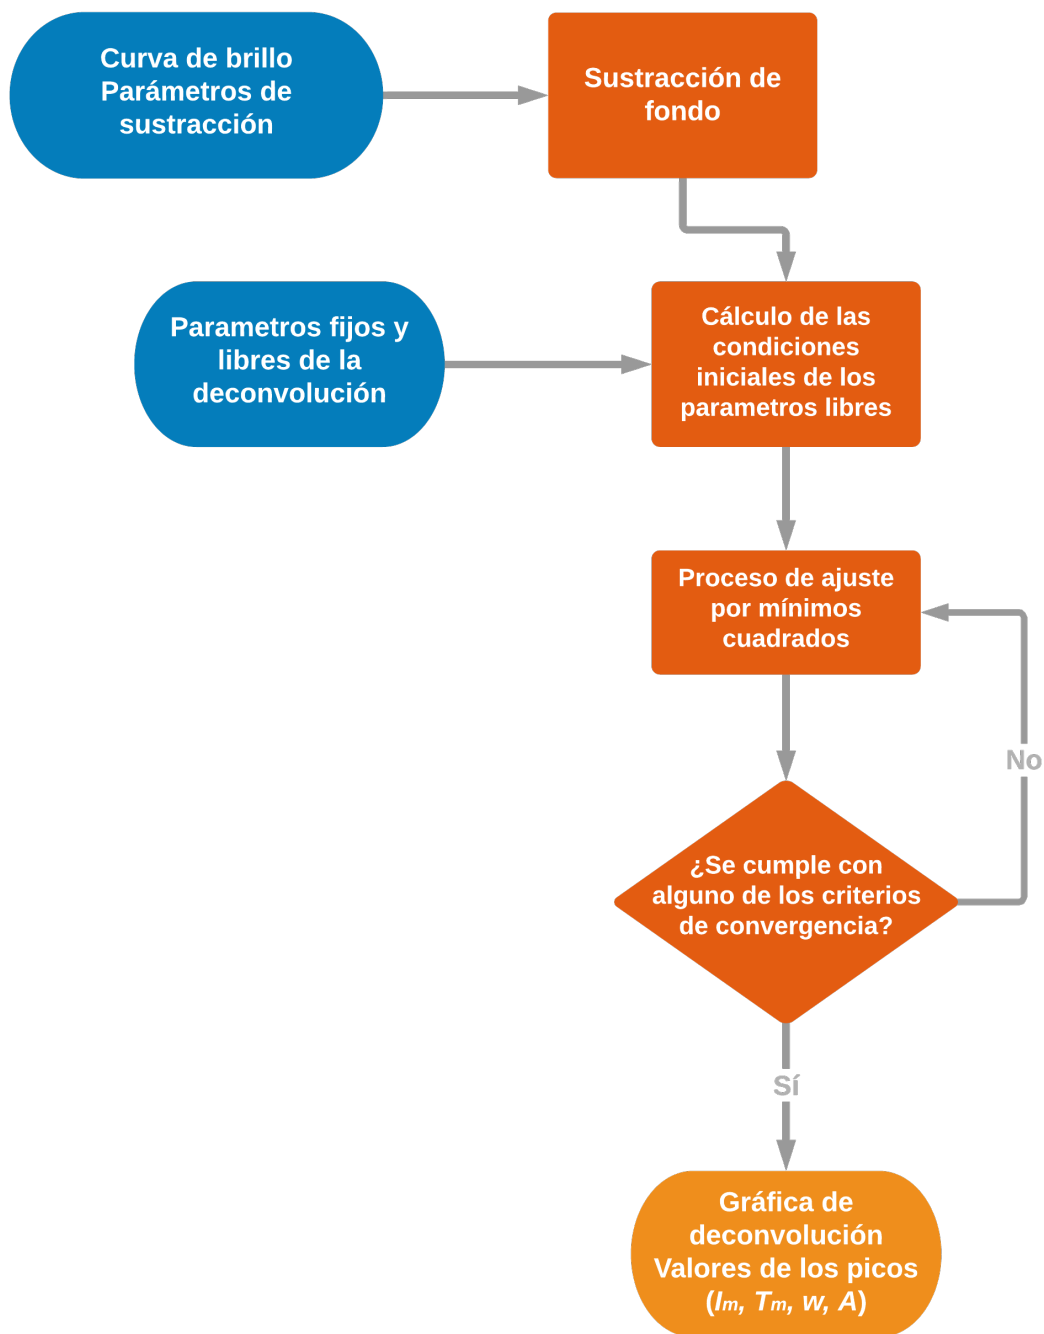 Curva de brillo
Parámetros de
sustracción
Sustracción de
fondo
Parametros fijos y
libres de la
deconvolución
Cálculo de las
condiciones
iniciales de los
parametros libres
Proceso de ajuste
por mínimos
cuadrados
No
¿Se cumple con
alguno de los criterios
de convergencia?
Sí
Gráfica de
deconvolución
Valores de los picos
(Im, Tm, w, A)